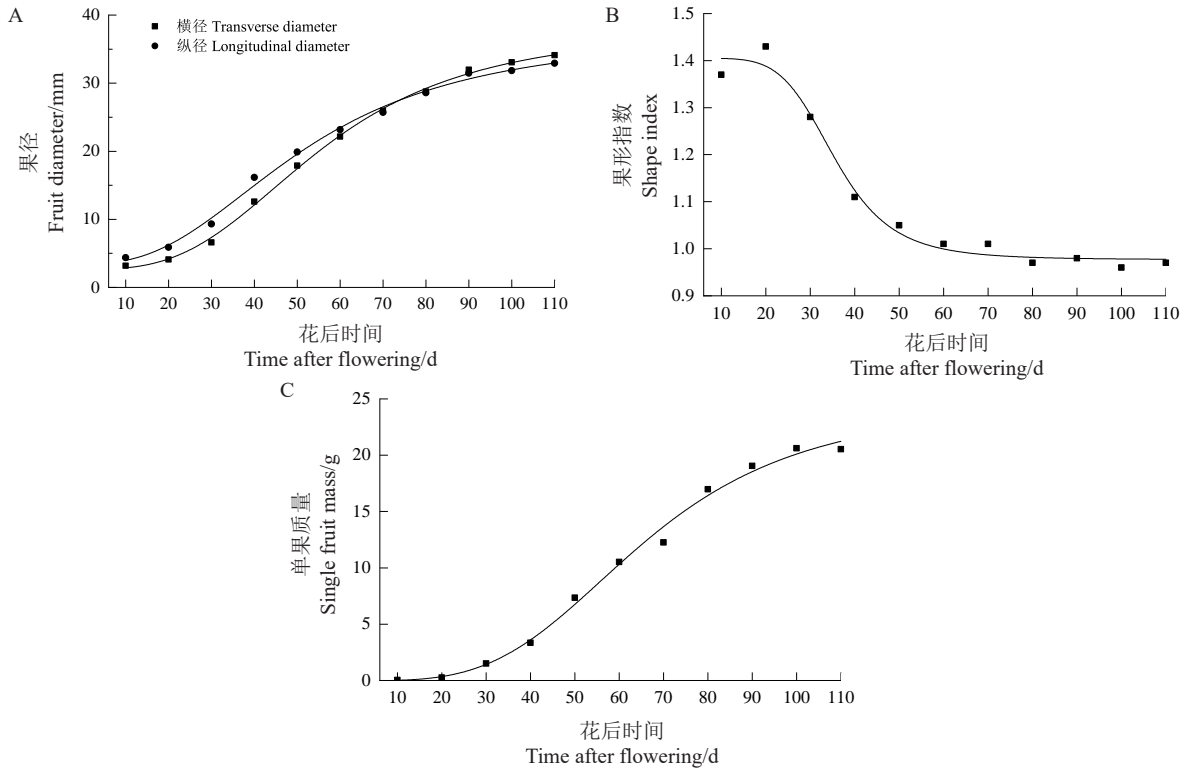 A
横径 Transverse diameter
纵径 Longitudinal diameter
果径
Fruit diameter/mm
40
30
20
10
0
10 20 30 40 50 60 70 80 90 100 110
花后时间
Time after flowering/d
B
果形指数
Shape index
1.5
1.4
1.3
1.2
1.1
1.0
0.9
10 20 30 40 50 60 70 80 90 100 110
花后时间
Time after flowering/d
C
单果质量
Single fruit mass/g
25
20
15
10
5
0
10 20 30 40 50 60 70 80 90 100 110
花后时间
Time after flowering/d